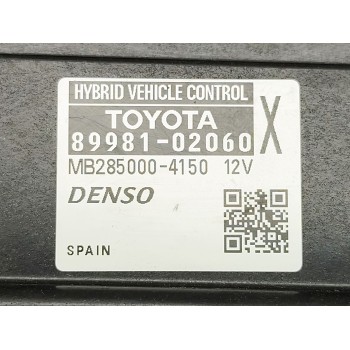 HYBRID VEHICLE CONTROL
TOYOTA X
89981-02060
MB285000-4150 12V
DENSO
SPAIN